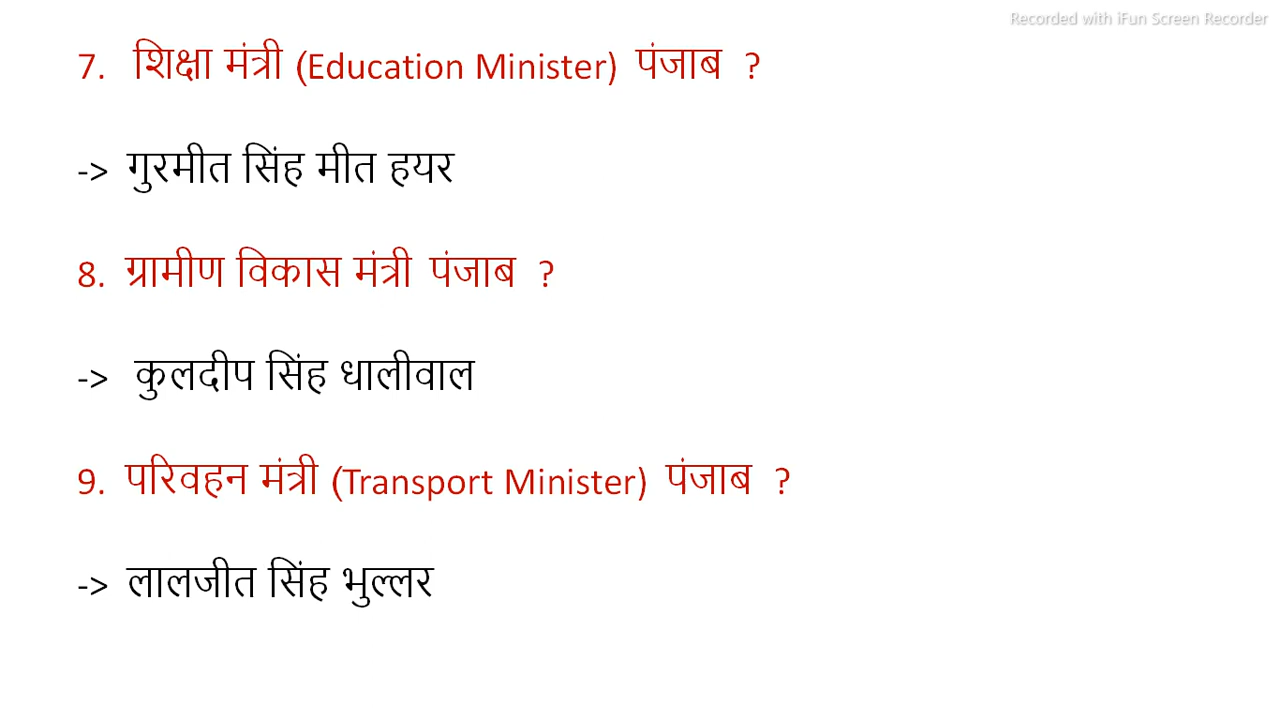 Recorded with iFun Screen Recorder
7. शिक्षा मंत्री (Education Minister) पंजाब ?
-> गुरमीत सिंह मीत हयर
8. ग्रामीण विकास मंत्री पंजाब ?
-> कुलदीप सिंह धालीवाल
9. परिवहन मंत्री (Transport Minister) पंजाब ?
-> लालजीत सिंह भुल्लर